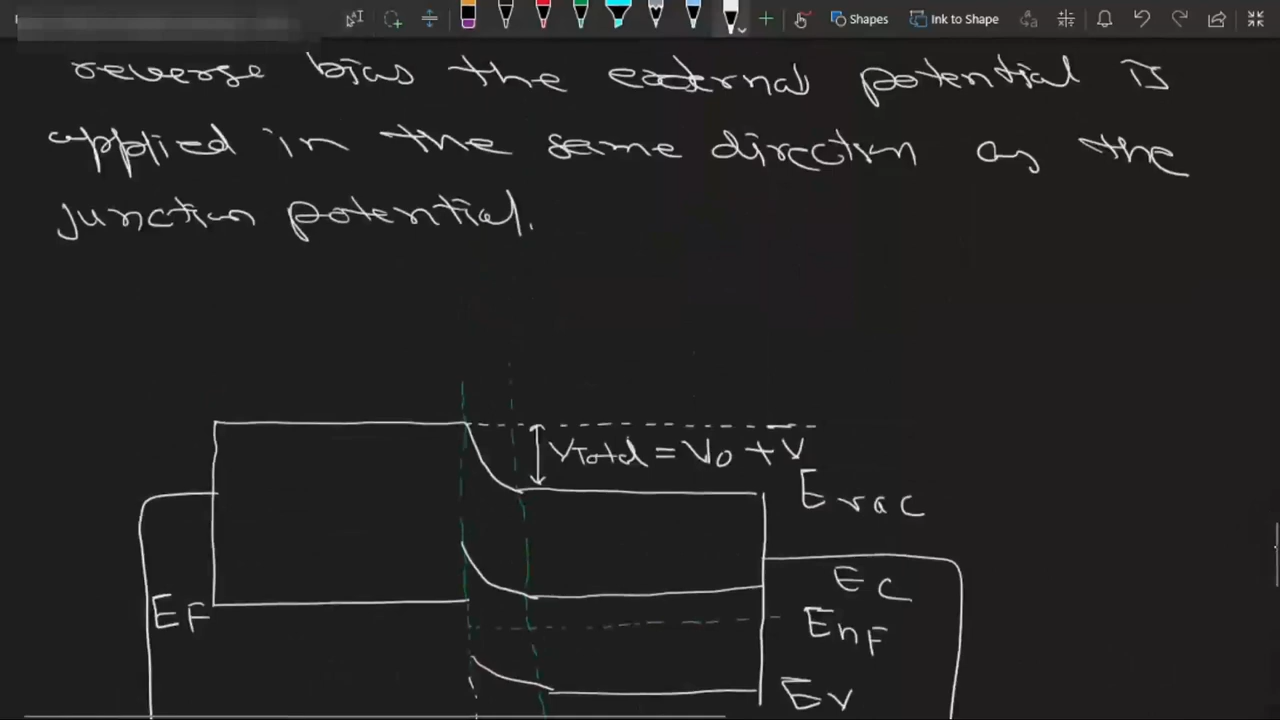 Shapes
Ink to Shape
reverse bias the external potential is
applied in the same direction as the
junction potential.
VTotal = V0 + V
Evac
EC
EF
EnF
EV